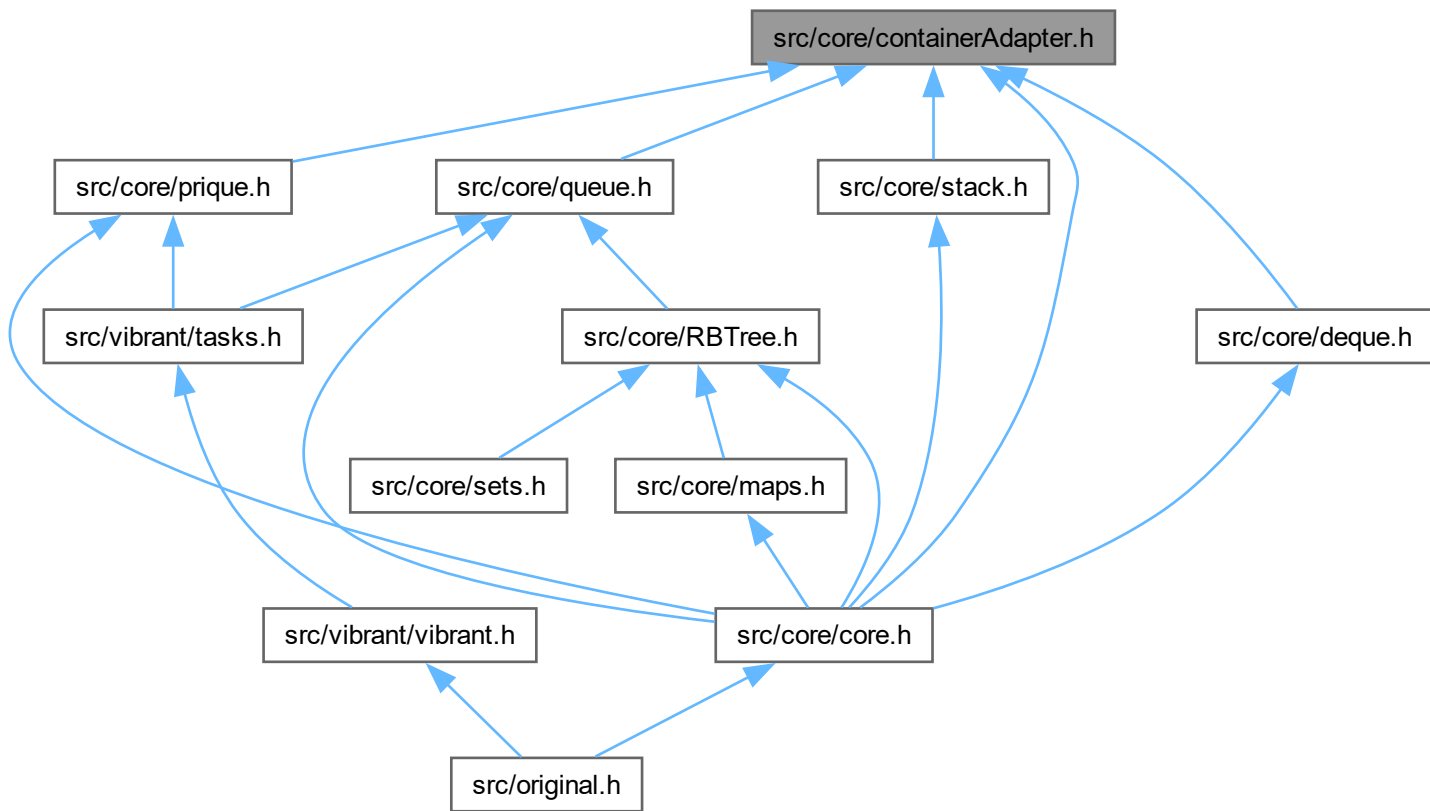 src/core/containerAdapter.h
src/core/prique.h
src/core/queue.h
src/core/stack.h
src/vibrant/tasks.h
src/core/RBTree.h
src/core/deque.h
src/core/sets.h
src/core/maps.h
src/vibrant/vibrant.h
src/core/core.h
src/original.h